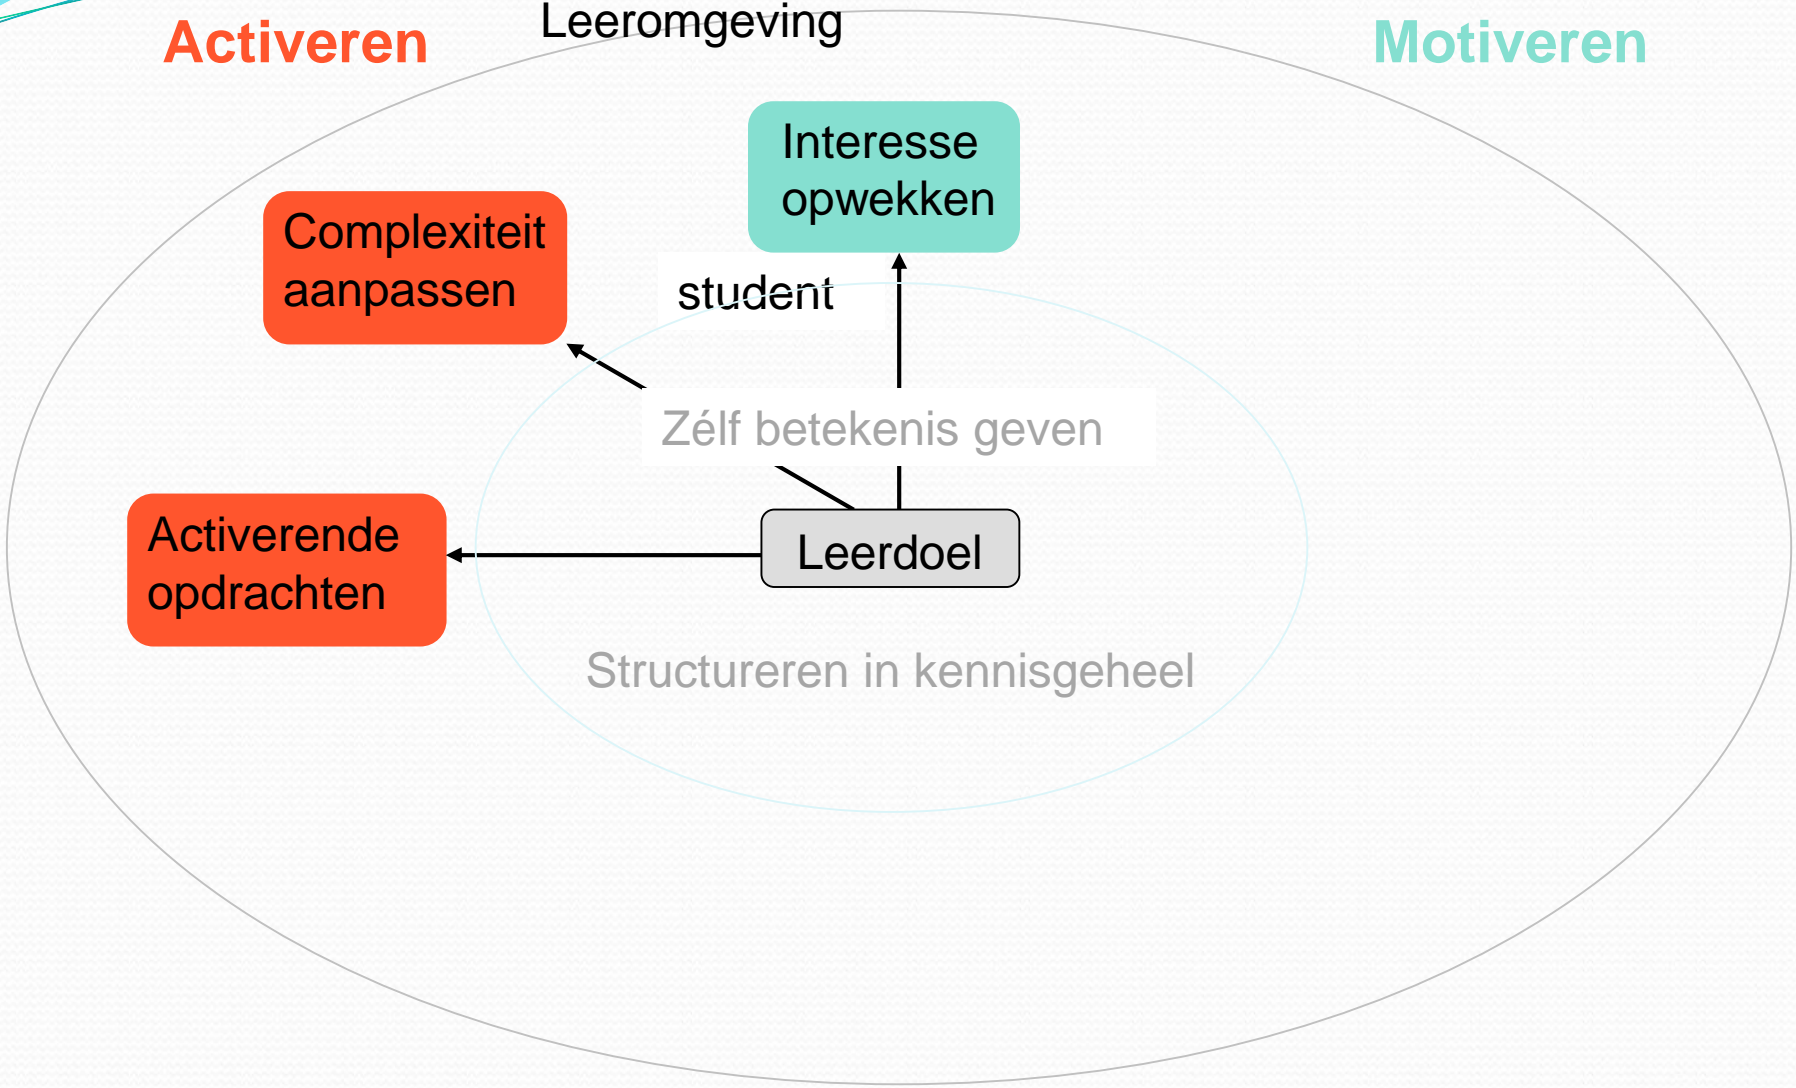 Leeromgeving
Activeren
Motiveren
Interesse
opwekken
Complexiteit
aanpassen
student
Zélf betekenis geven
Activerende
opdrachten
Leerdoel
Structureren in kennisgeheel